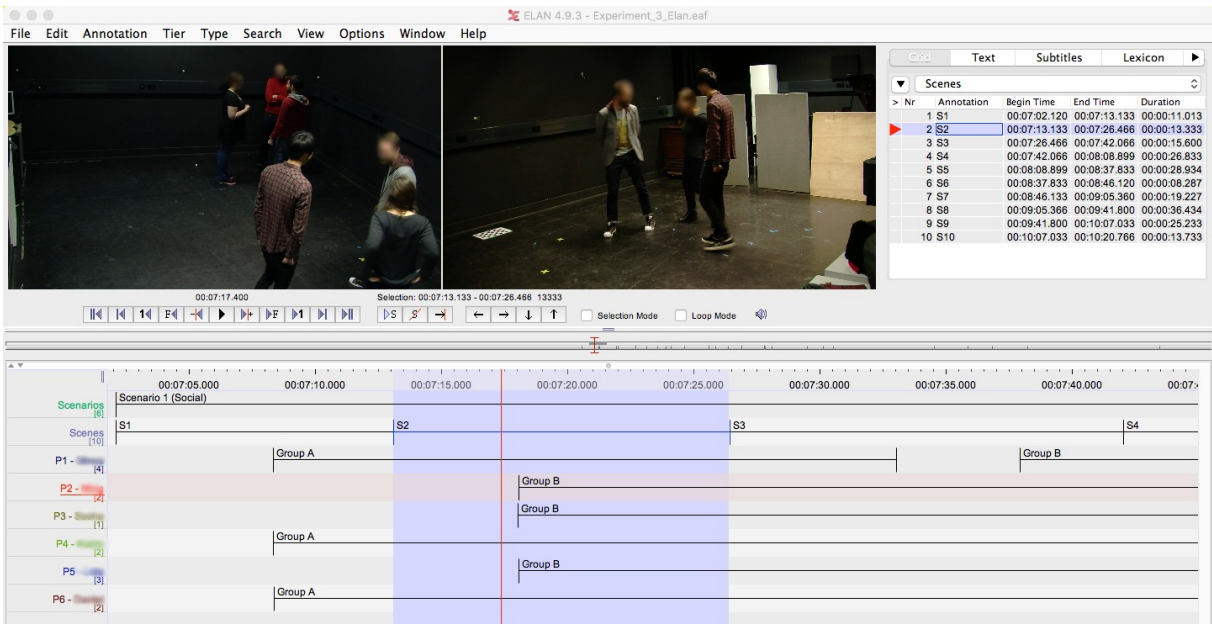 ELAN 4.9.3 - Experiment_3_Elan.eaf
File Edit Annotation Tier Type Search View Options Window Help
Grid Text Subtitles Lexicon
Scenes
> Nr Annotation Begin Time End Time Duration
1 S1 00:07:02.120 00:07:13.133 00:00:11.013
2 S2 00:07:13.133 00:07:26.466 00:00:13.333
3 S3 00:07:26.466 00:07:42.066 00:00:15.600
4 S4 00:07:42.066 00:08:08.899 00:00:26.833
5 S5 00:08:08.899 00:08:37.833 00:00:28.934
6 S6 00:08:37.833 00:08:46.120 00:00:08.287
7 S7 00:08:46.133 00:09:05.360 00:00:19.227
8 S8 00:09:05.366 00:09:41.800 00:00:36.434
9 S9 00:09:41.800 00:10:07.033 00:00:25.233
10 S10 00:10:07.033 00:10:20.766 00:00:13.733
00:07:17.400 Selection: 00:07:13.133 - 00:07:26.466 13333
1 F F 1 S S Selection Mode Loop Mode
00:07:05.000 00:07:10.000 00:07:15.000 00:07:20.000 00:07:25.000 00:07:30.000 00:07:35.000 00:07:40.000 00:07:
Scenarios [6] Scenario 1 (Social)
Scenes [10] S1 S2 S3 S4
P1 - [4] Group A Group B
P2 - [2] Group B
P3 - [1] Group B
P4 - [2] Group A
P5 - [3] Group B
P6 - [2] Group A